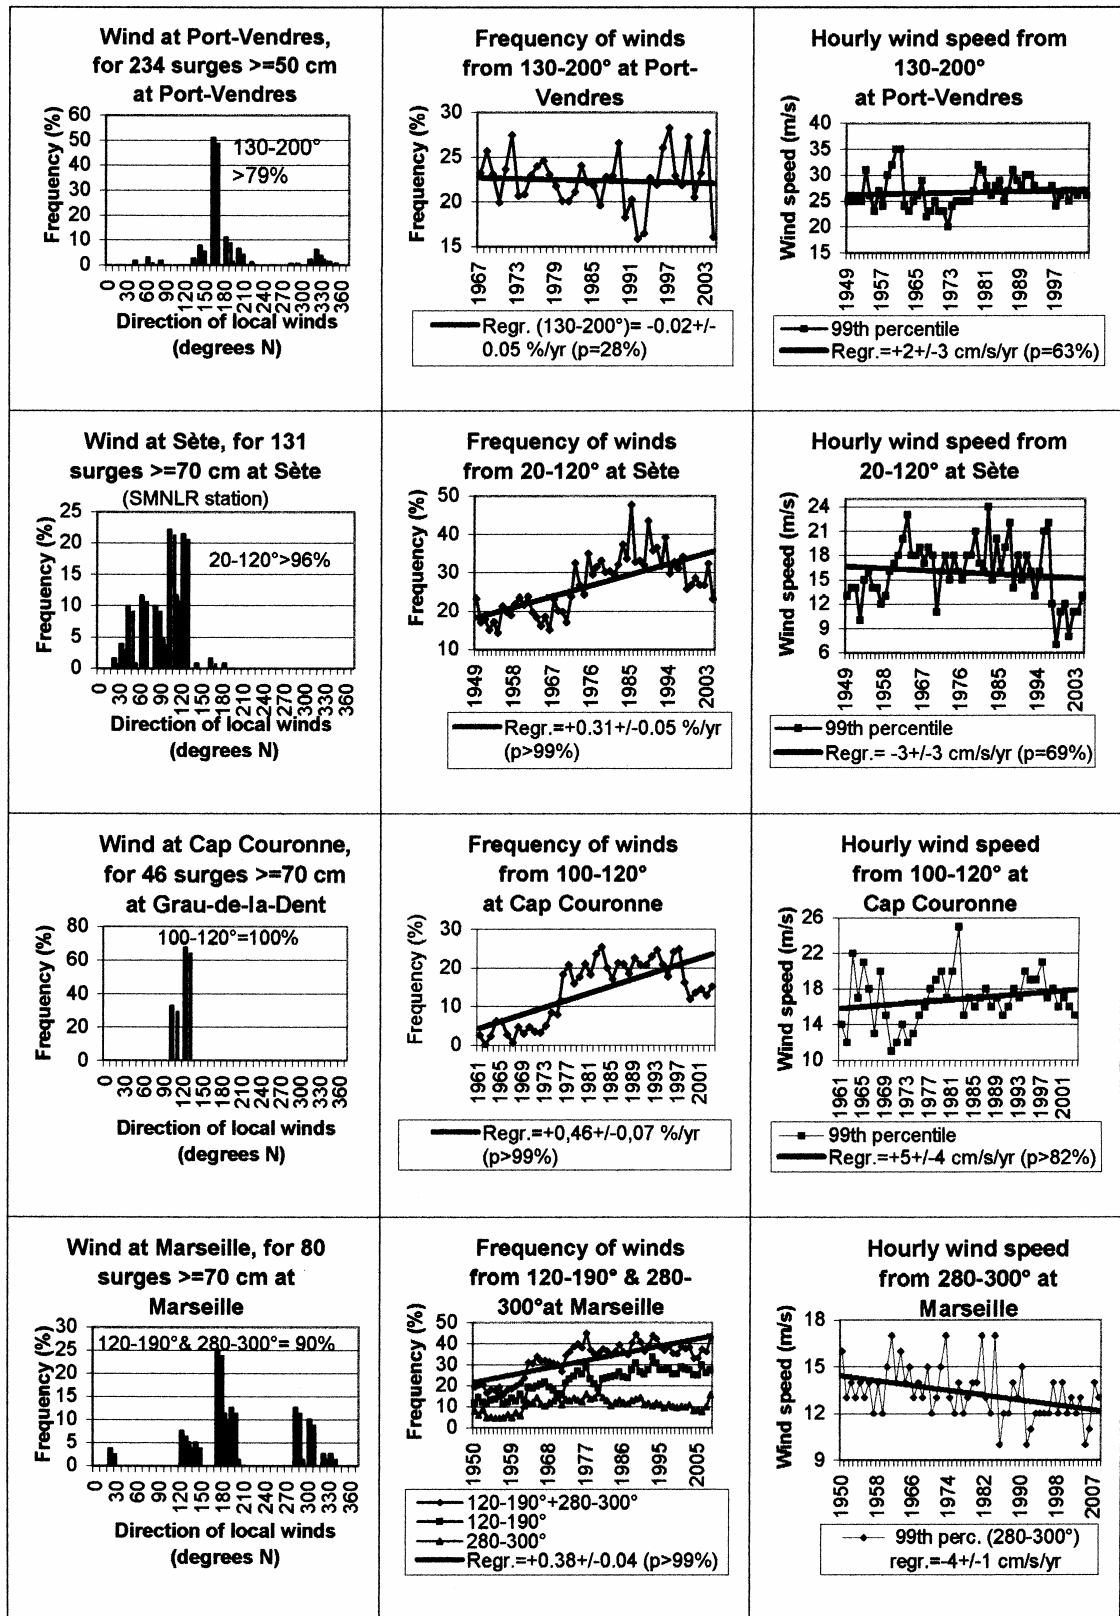 Wind at Port-Vendres,
for 234 surges >=50 cm
at Port-Vendres
Frequency (%)
60
50
40
30
20
10
0
130-200°
>79%
0 30 60 90 120 150 180 210 240 270 300 330 360
Direction of local winds
(degrees N)
Frequency of winds
from 130-200° at Port-
Vendres
Frequency (%)
30
25
20
15
1967 1973 1979 1985 1991 1997 2003
Regr. (130-200°)= -0.02+/-
0.05 %/yr (p=28%)
Hourly wind speed from
130-200°
at Port-Vendres
Wind speed (m/s)
40
35
30
25
20
15
1949 1957 1965 1973 1981 1989 1997
99th percentile
Regr.=+2+/-3 cm/s/yr (p=63%)
Wind at Sète, for 131
surges >=70 cm at Sète
(SMNLR station)
Frequency (%)
25
20
15
10
5
0
20-120°>96%
0 30 60 90 120 150 180 210 240 270 300 330 360
Direction of local winds
(degrees N)
Frequency of winds
from 20-120° at Sète
Frequency (%)
50
40
30
20
10
1949 1958 1967 1976 1985 1994 2003
Regr.=+0.31+/-0.05 %/yr
(p>99%)
Hourly wind speed from
20-120° at Sète
Wind speed (m/s)
24
21
18
15
12
9
6
1949 1958 1967 1976 1985 1994 2003
99th percentile
Regr.= -3+/-3 cm/s/yr (p=69%)
Wind at Cap Couronne,
for 46 surges >=70 cm
at Grau-de-la-Dent
Frequency (%)
80
60
40
20
0
100-120°=100%
0 30 60 90 120 150 180 210 240 270 300 330 360
Direction of local winds
(degrees N)
Frequency of winds
from 100-120°
at Cap Couronne
Frequency (%)
30
20
10
0
1961 1965 1969 1973 1977 1981 1985 1989 1993 1997 2001
Regr.=+0,46+/-0,07 %/yr
(p>99%)
Hourly wind speed
from 100-120° at
Cap Couronne
Wind speed (m/s)
26
22
18
14
10
1961 1965 1969 1973 1977 1981 1985 1989 1993 1997 2001
99th percentile
Regr.=+5+/-4 cm/s/yr (p>82%)
Wind at Marseille, for 80
surges >=70 cm at
Marseille
Frequency (%)
30
25
20
15
10
5
0
120-190°& 280-300°= 90%
0 30 60 90 120 150 180 210 240 270 300 330 360
Direction of local winds
(degrees N)
Frequency of winds
from 120-190° & 280-
300°at Marseille
Frequency (%)
50
40
30
20
10
0
1950 1959 1968 1977 1986 1995 2005
120-190°+280-300°
120-190°
280-300°
Regr.=+0.38+/-0.04 (p>99%)
Hourly wind speed
from 280-300° at
Marseille
Wind speed (m/s)
18
15
12
9
1950 1958 1966 1974 1982 1990 1998 2007
99th perc. (280-300°)
regr.=-4+/-1 cm/s/yr